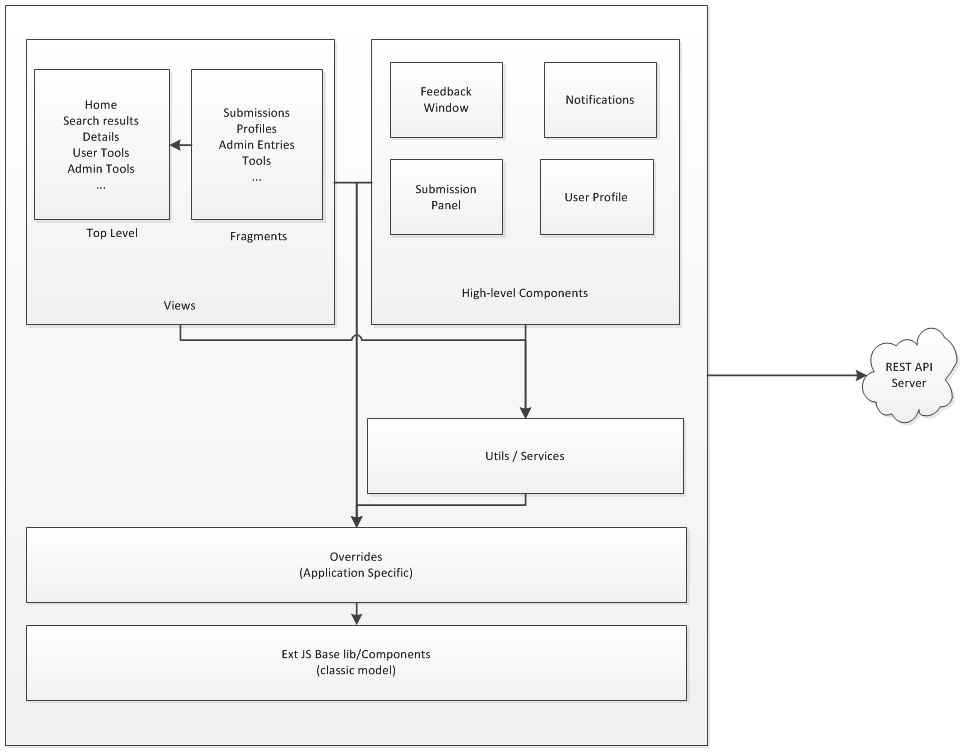 Home
Search results
Details
User Tools
Admin Tools
...
Top Level
Submissions
Profiles
Admin Entries
Tools
...
Fragments
Views
Feedback
Window
Notifications
Submission
Panel
User Profile
High-level Components
REST API
Server
Utils / Services
Overrides
(Application Specific)
Ext JS Base lib/Components
(classic model)